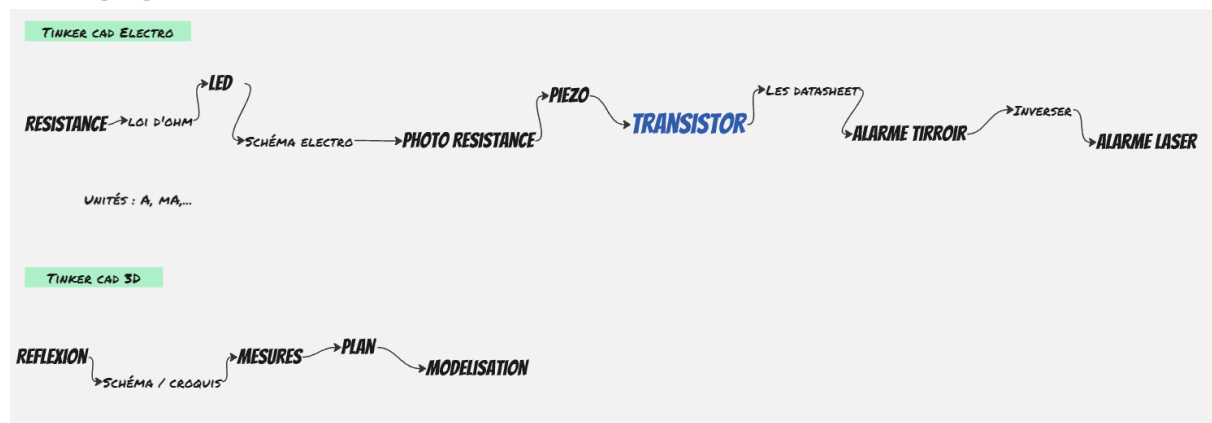 Tinker cad Electro
RESISTANCE
Loi d'ohm
LED
Schéma electro
PHOTO RESISTANCE
PIEZO
TRANSISTOR
Les datasheet
ALARME TIRROIR
Inverser
ALARME LASER
Unités : A, mA,...
Tinker cad 3D
REFLEXION
Schéma / croquis
MESURES
PLAN
MODELISATION